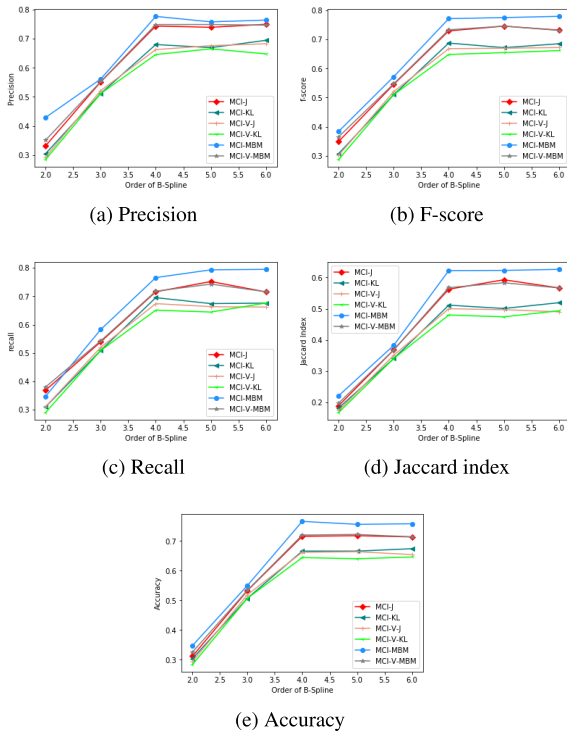 0.8
0.7
0.6
0.5
0.4
0.3
Precision
MCI-J
MCI-KL
MCI-V-J
MCI-V-KL
MCI-MBM
MCI-V-MBM
2.0 2.5 3.0 3.5 4.0 4.5 5.0 5.5 6.0
Order of B-Spline
(a) Precision
0.8
0.7
0.6
0.5
0.4
0.3
f-score
MCI-J
MCI-KL
MCI-V-J
MCI-V-KL
MCI-MBM
MCI-V-MBM
2.0 2.5 3.0 3.5 4.0 4.5 5.0 5.5 6.0
Order of B-Spline
(b) F-score
0.8
0.7
0.6
0.5
0.4
0.3
recall
MCI-J
MCI-KL
MCI-V-J
MCI-V-KL
MCI-MBM
MCI-V-MBM
2.0 2.5 3.0 3.5 4.0 4.5 5.0 5.5 6.0
Order of B-Spline
(c) Recall
0.6
0.5
0.4
0.3
0.2
Jaccard Index
MCI-J
MCI-KL
MCI-V-J
MCI-V-KL
MCI-MBM
MCI-V-MBM
2.0 2.5 3.0 3.5 4.0 4.5 5.0 5.5 6.0
Order of B-Spline
(d) Jaccard index
0.7
0.6
0.5
0.4
0.3
Accuracy
MCI-J
MCI-KL
MCI-V-J
MCI-V-KL
MCI-MBM
MCI-V-MBM
2.0 2.5 3.0 3.5 4.0 4.5 5.0 5.5 6.0
Order of B-Spline
(e) Accuracy